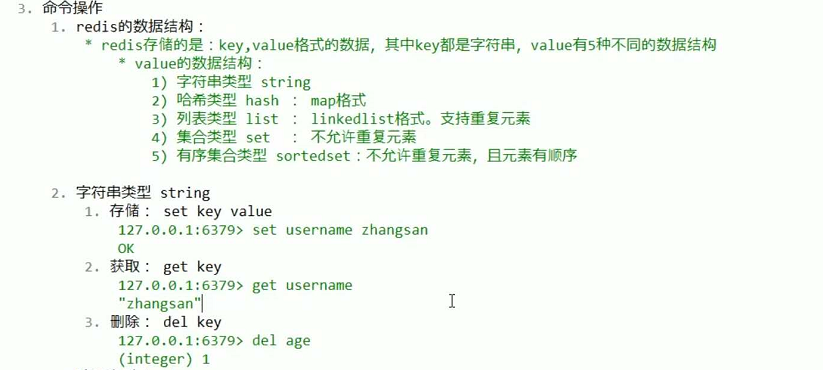 3. 命令操作
1. redis的数据结构：
* redis存储的是：key,value格式的数据，其中key都是字符串，value有5种不同的数据结构
* value的数据结构：
1) 字符串类型 string
2) 哈希类型 hash ： map格式
3) 列表类型 list ： linkedlist格式。支持重复元素
4) 集合类型 set ： 不允许重复元素
5) 有序集合类型 sortedset：不允许重复元素，且元素有顺序
2. 字符串类型 string
1. 存储： set key value
127.0.0.1:6379> set username zhangsan
OK
2. 获取： get key
127.0.0.1:6379> get username
"zhangsan"
3. 删除： del key
127.0.0.1:6379> del age
(integer) 1